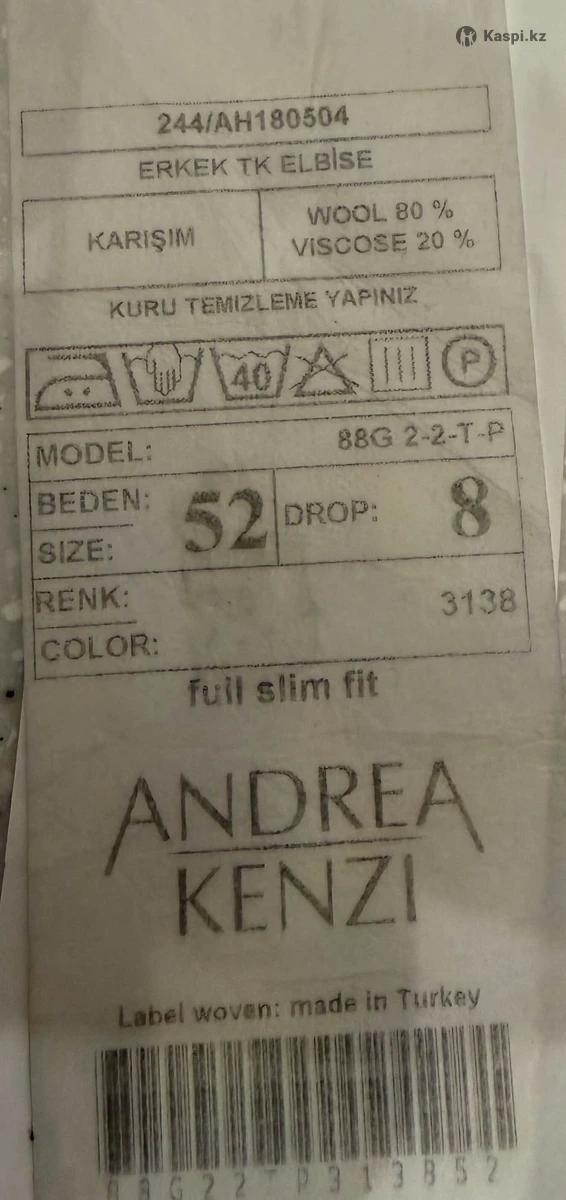 Kaspi.kz
244/AH180504
ERKEK TK ELBİSE
KARIŞIM
WOOL 80 %
VISCOSE 20 %
KURU TEMIZLEME YAPINIZ
40
P
MODEL: 88G 2-2-T-P
BEDEN:
SIZE:
52
DROP: 8
RENK:
COLOR:
3138
full slim fit
ANDREA
KENZI
Label woven: made in Turkey
88G22TP313852